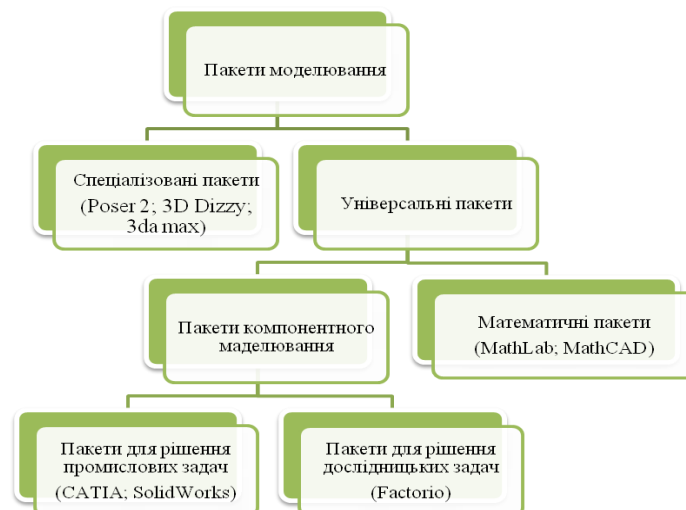 Пакети моделювання
Спеціалізовані пакети
(Poser 2; 3D Dizzy;
3da max)
Універсальні пакети
Пакети компонентного
маделювання
Математичні пакети
(MathLab; MathCAD)
Пакети для рішення
промислових задач
(CATIA; SolidWorks)
Пакети для рішення
дослідницьких задач
(Factorio)